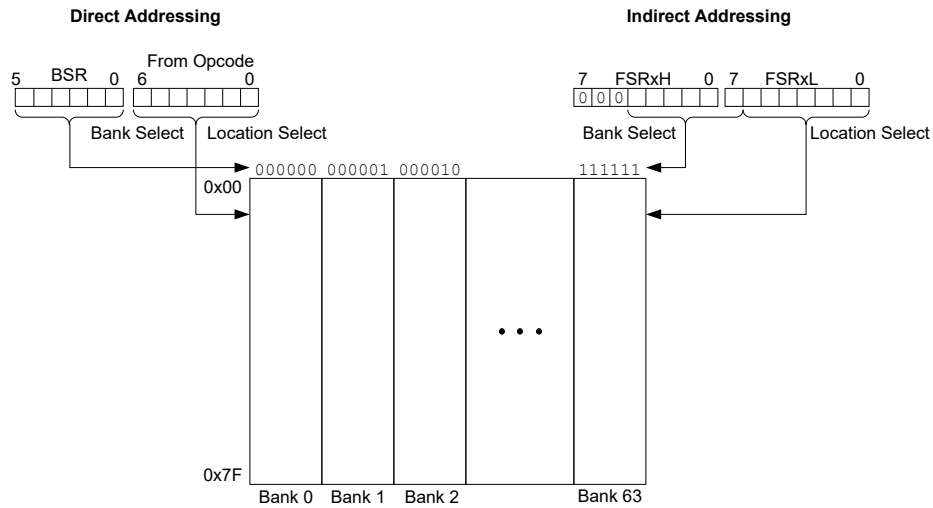 Direct Addressing
Indirect Addressing
From Opcode
5 BSR 0 6 0
7 FSRxH 0 7 FSRxL 0
0 0 0
Bank Select Location Select
Bank Select Location Select
000000 000001 000010 111111
0x00
. . .
0x7F
Bank 0 Bank 1 Bank 2 Bank 63